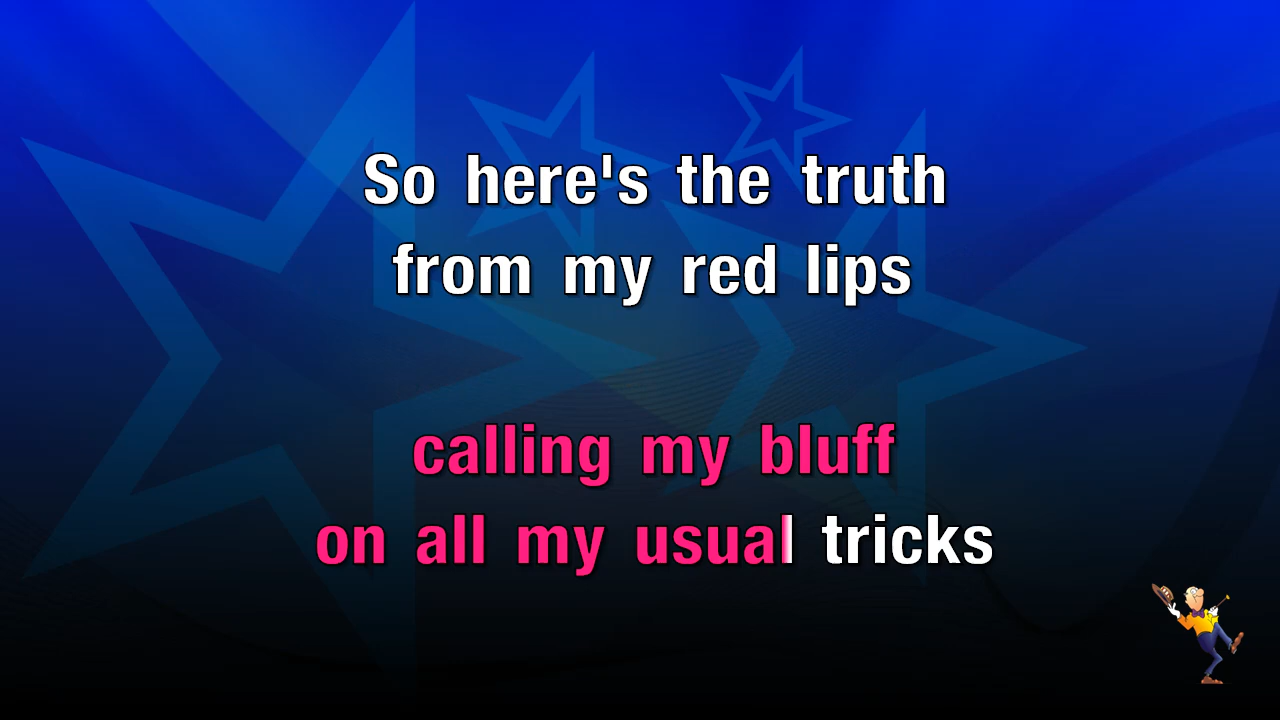 So here's the truth
from my red lips
calling my bluff
on all my usual tricks